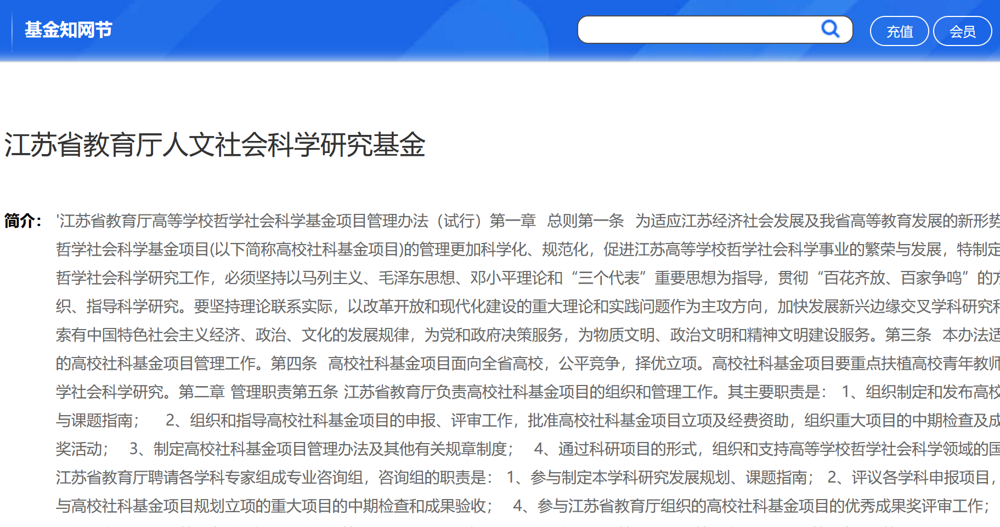 基金知网节
充值
会员
江苏省教育厅人文社会科学研究基金
简介： '江苏省教育厅高等学校哲学社会科学基金项目管理办法（试行）第一章 总则第一条 为适应江苏经济社会发展及我省高等教育发展的新形势
哲学社会科学基金项目(以下简称高校社科基金项目)的管理更加科学化、规范化，促进江苏高等学校哲学社会科学事业的繁荣与发展，特制定
哲学社会科学研究工作，必须坚持以马列主义、毛泽东思想、邓小平理论和“三个代表”重要思想为指导，贯彻“百花齐放、百家争鸣”的方
织、指导科学研究。要坚持理论联系实际，以改革开放和现代化建设的重大理论和实践问题作为主攻方向，加快发展新兴边缘交叉学科研究和
索有中国特色社会主义经济、政治、文化的发展规律，为党和政府决策服务，为物质文明、政治文明和精神文明建设服务。第三条 本办法适
的高校社科基金项目管理工作。第四条 高校社科基金项目面向全省高校，公平竞争，择优立项。高校社科基金项目要重点扶植高校青年教师
学社会科学研究。第二章 管理职责第五条 江苏省教育厅负责高校社科基金项目的组织和管理工作。其主要职责是： 1、组织制定和发布高校
与课题指南； 2、组织和指导高校社科基金项目的申报、评审工作，批准高校社科基金项目立项及经费资助，组织重大项目的中期检查及成
奖活动； 3、制定高校社科基金项目管理办法及其他有关规章制度； 4、通过科研项目的形式，组织和支持高等学校哲学社会科学领域的国
江苏省教育厅聘请各学科专家组成专业咨询组，咨询组的职责是： 1、参与制定本学科研究发展规划、课题指南； 2、评议各学科申报项目，
与高校社科基金项目规划立项的重大项目的中期检查和成果验收； 4、参与江苏省教育厅组织的高校社科基金项目的优秀成果奖评审工作；